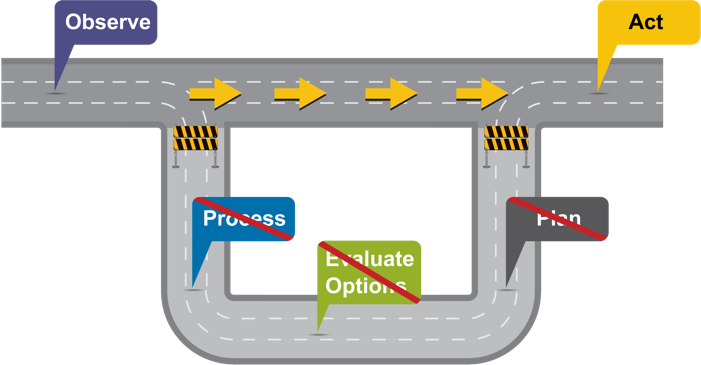 Observe
Act
Process
Plan
Evaluate
Options